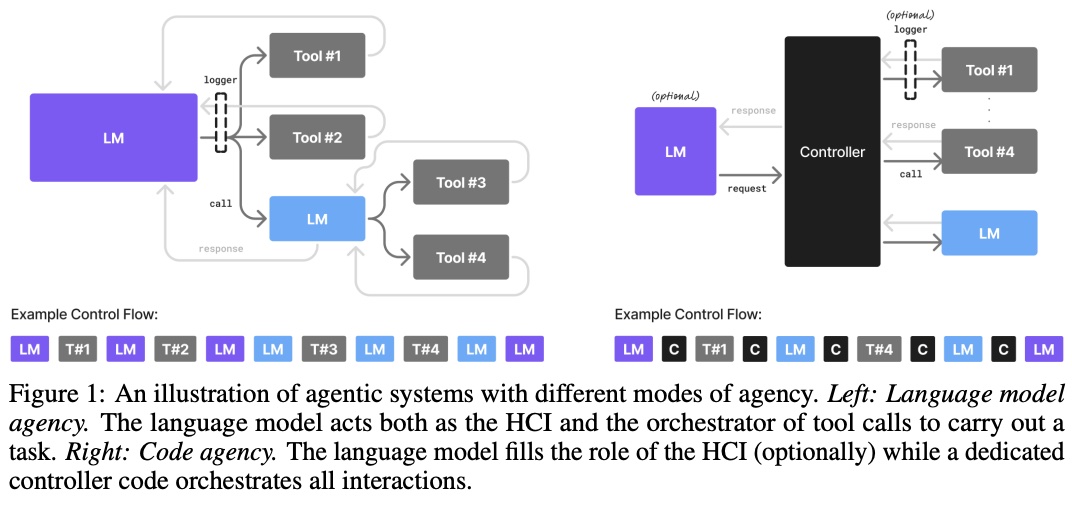 Tool #1
logger
LM
Tool #2
Tool #3
call
LM
response
Tool #4
Example Control Flow:
LM T#1 LM T#2 LM LM T#3 LM T#4 LM LM
(optional)
logger
Tool #1
(optional)
response
response
LM
Controller
Tool #4
request
call
LM
Example Control Flow:
LM C T#1 C LM C T#4 C LM C LM
Figure 1: An illustration of agentic systems with different modes of agency. Left: Language model
agency. The language model acts both as the HCI and the orchestrator of tool calls to carry out a
task. Right: Code agency. The language model fills the role of the HCI (optionally) while a dedicated
controller code orchestrates all interactions.